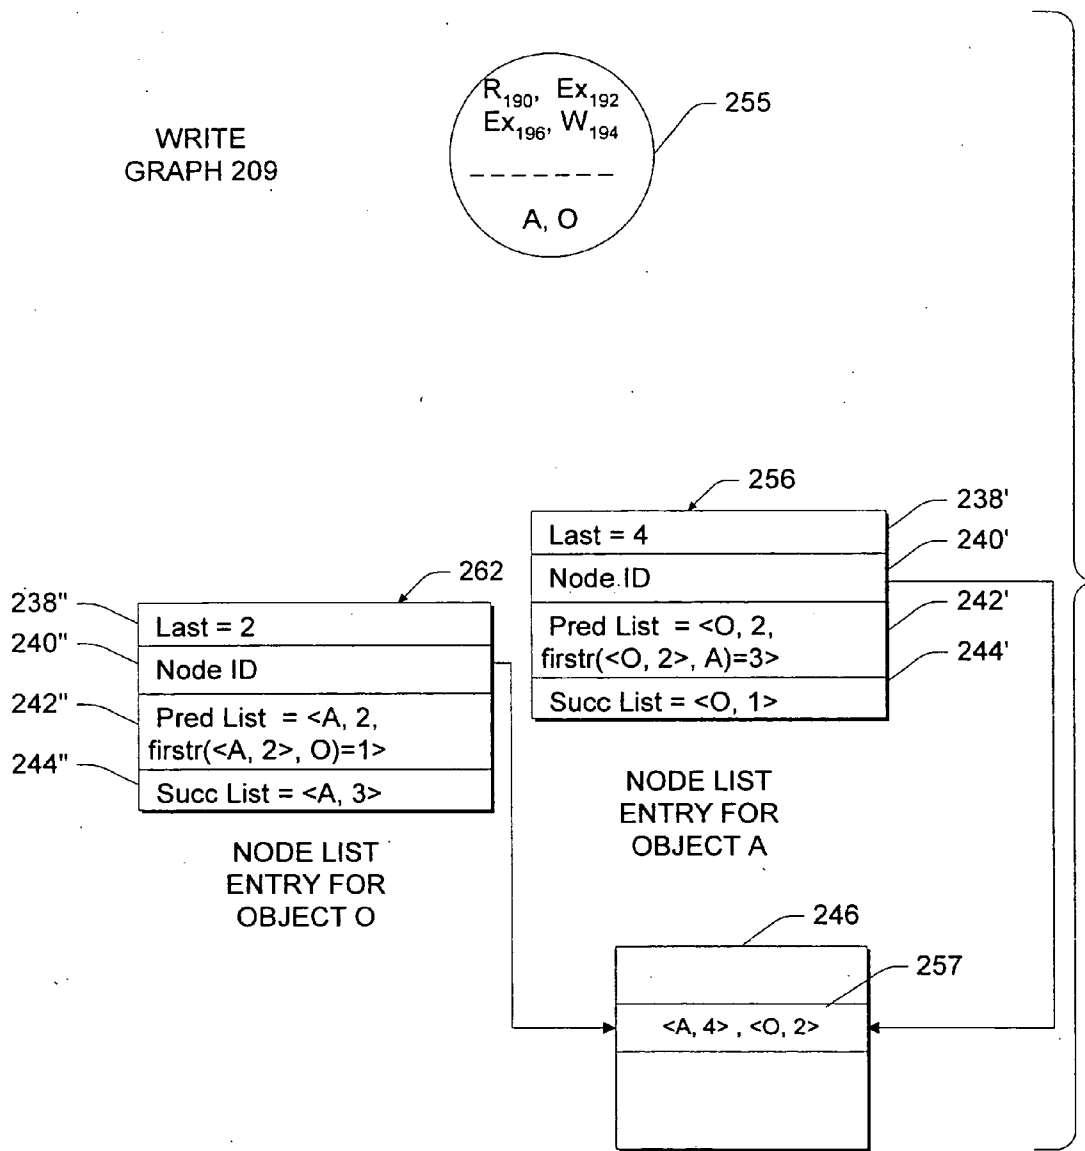 R190, Ex192
Ex196, W194
A, O
255
WRITE
GRAPH 209
256
Last = 4
Node ID
Pred List = <O, 2,
firstr(<O, 2>, A)=3>
Succ List = <O, 1>
238'
240'
242'
244'
NODE LIST
ENTRY FOR
OBJECT A
262
238"
240"
242"
244"
Last = 2
Node ID
Pred List = <A, 2,
firstr(<A, 2>, O)=1>
Succ List = <A, 3>
NODE LIST
ENTRY FOR
OBJECT O
246
257
<A, 4> , <O, 2>